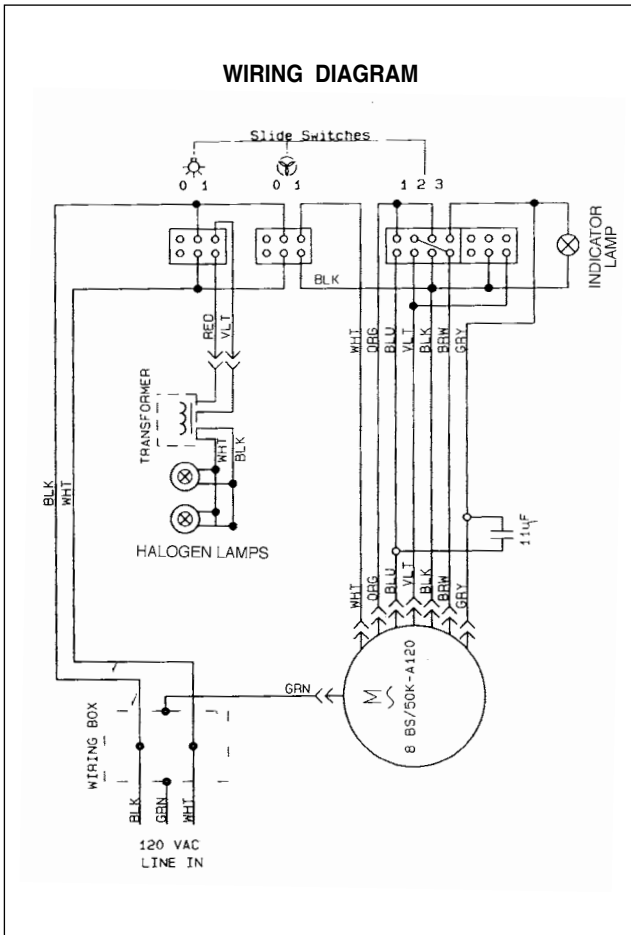 WIRING DIAGRAM
Slide Switches
0 1
0 1
1 2 3
INDICATOR
LAMP
BLK
RED
VLT
WHT
ORG
BLU
VLT
BLK
BRW
GRY
TRANSFORMER
WHT
BLK
BLK
WHT
HALOGEN LAMPS
11uF
WHT
ORG
BLU
VLT
BLK
BRW
GRY
GRN
M
8 BS/50K-A120
WIRING BOX
BLK
GRN
WHT
120 VAC
LINE IN